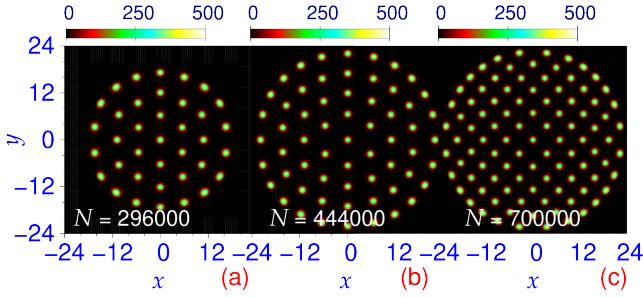 0 250 500 0 250 500 0 250 500
24
12
y 0
−12
N = 296000 N = 444000 N = 700000
−24
−24 −12 0 12 −24 −12 0 12 −24 −12 0 12 24
x (a) x (b) x (c)